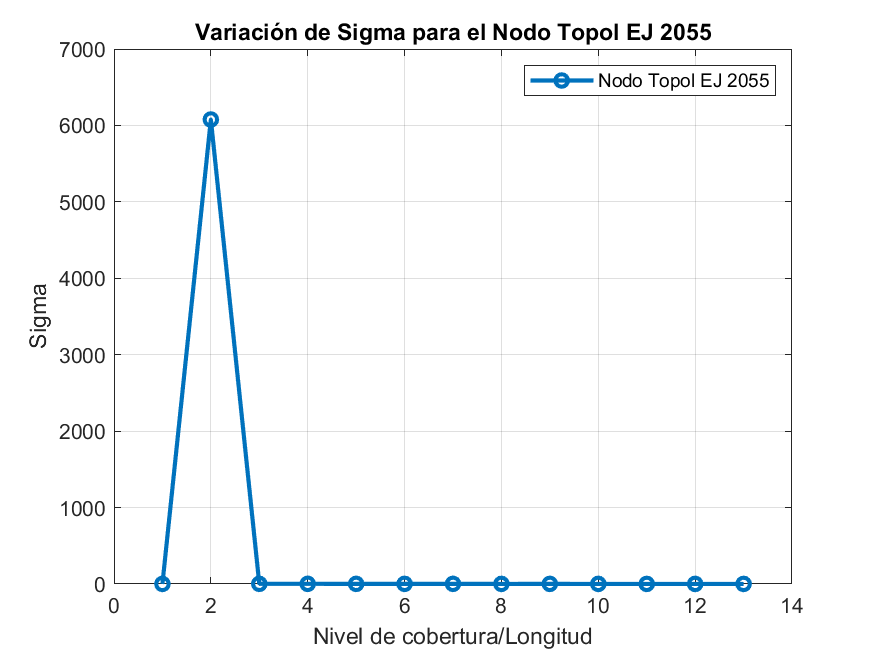 Variación de Sigma para el Nodo Topol EJ 2055
Nodo Topol EJ 2055
7000
6000
5000
4000
3000
2000
1000
0
Sigma
0 2 4 6 8 10 12 14
Nivel de cobertura/Longitud